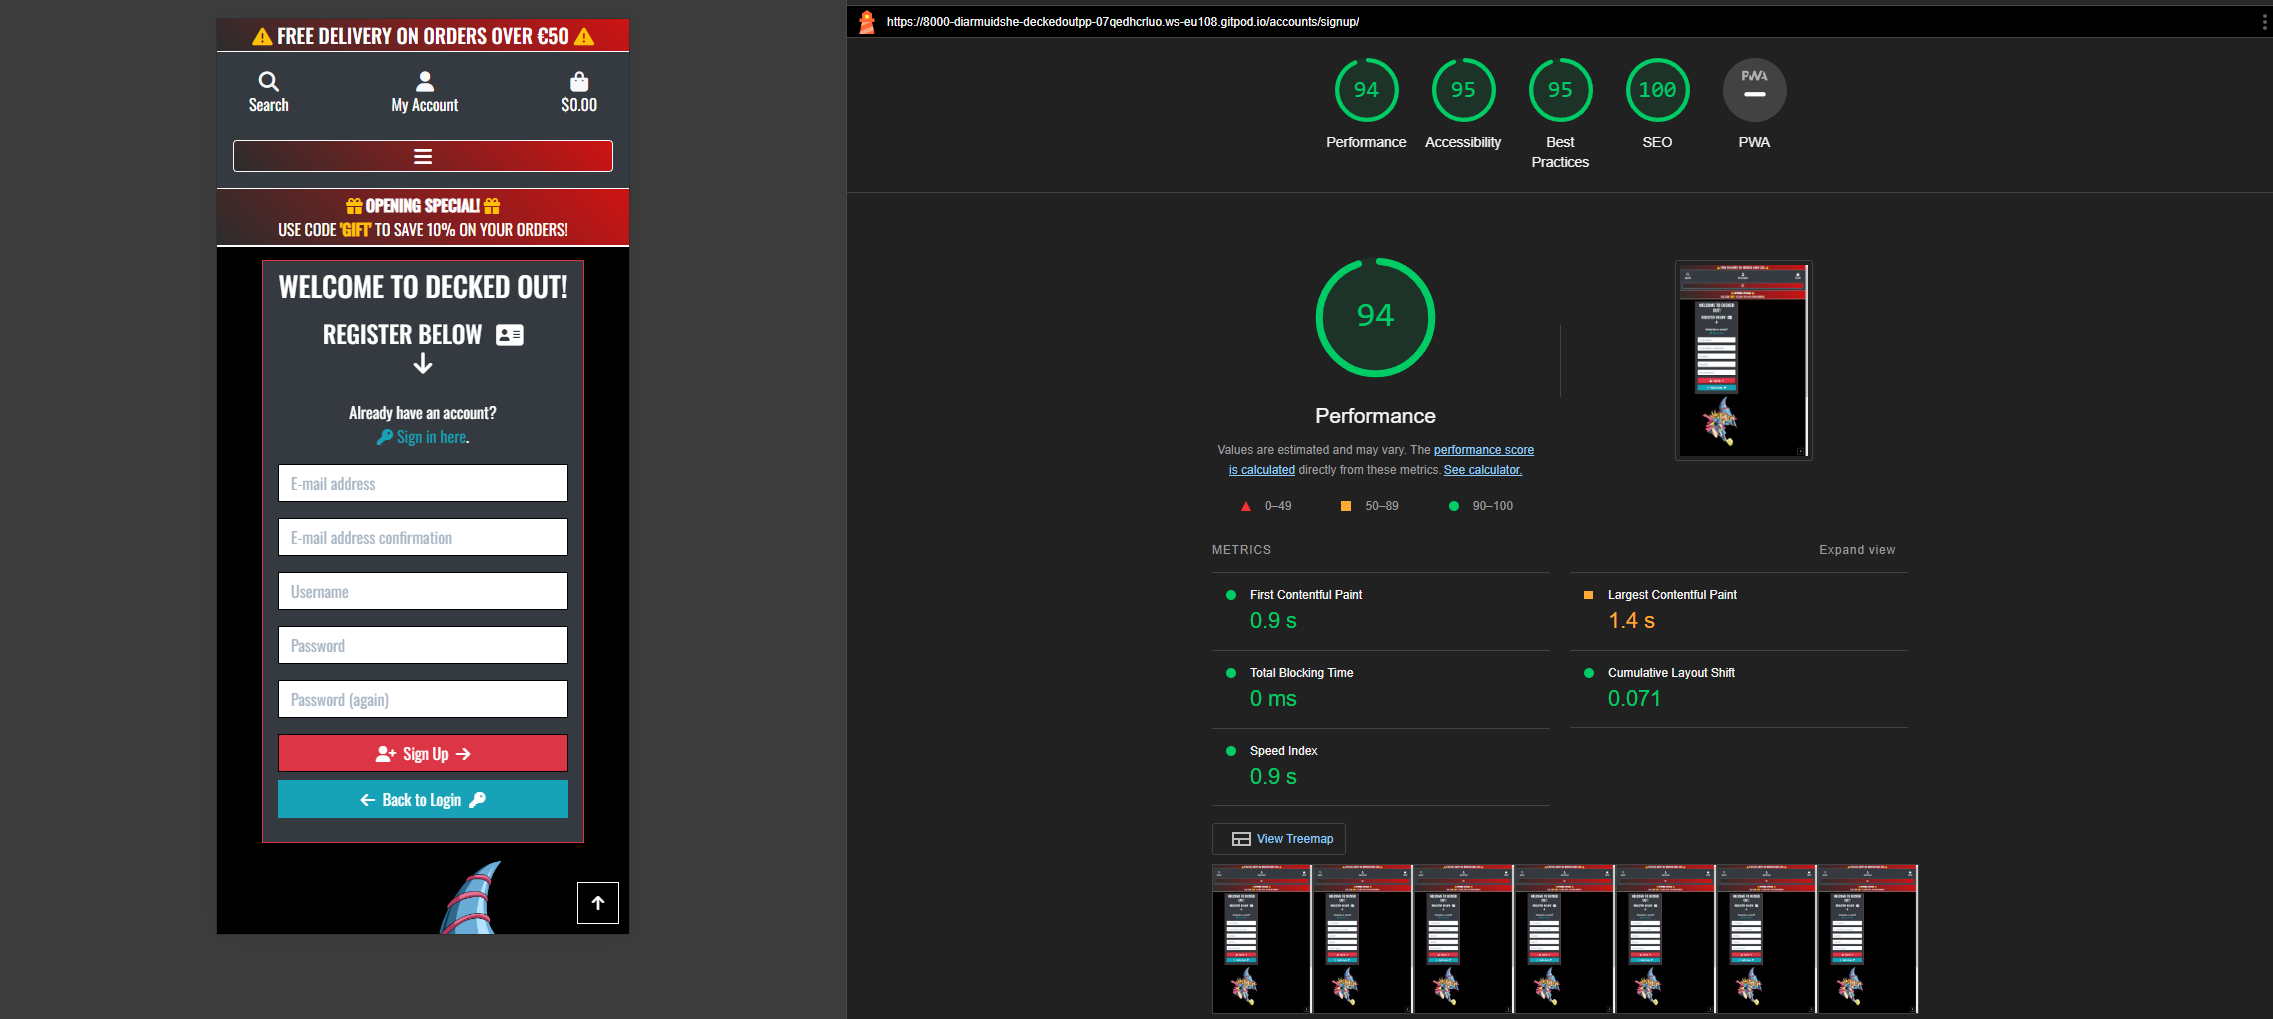 FREE DELIVERY ON ORDERS OVER €50
Search
My Account
$0.00
OPENING SPECIAL!
USE CODE 'GIFT' TO SAVE 10% ON YOUR ORDERS!
WELCOME TO DECKED OUT!
REGISTER BELOW
Already have an account?
Sign in here.
E-mail address
E-mail address confirmation
Username
Password
Password (again)
Sign Up
Back to Login
https://8000-diarmuidshe-deckedoutpp-07qedhcrluo.ws-eu108.gitpod.io/accounts/signup/
94
95
95
100
PWA
Performance
Accessibility
Best
Practices
SEO
PWA
94
Performance
Values are estimated and may vary. The performance score
is calculated directly from these metrics. See calculator.
0–49
50–89
90–100
METRICS
Expand view
First Contentful Paint
0.9 s
Largest Contentful Paint
1.4 s
Total Blocking Time
0 ms
Cumulative Layout Shift
0.071
Speed Index
0.9 s
View Treemap